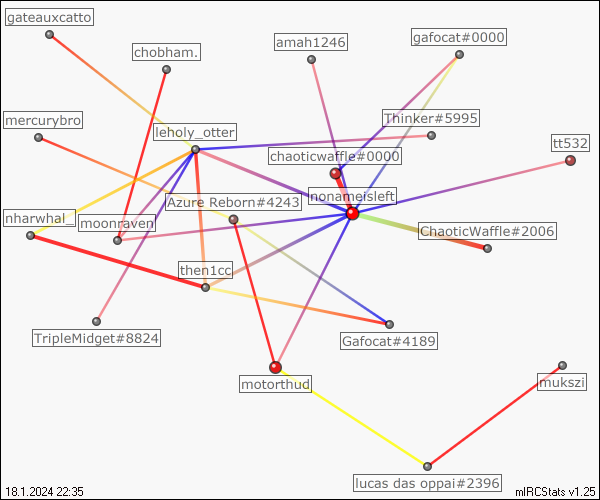 gateauxcatto
chobham.
amah1246
gafocat#0000
mercurybro
leholy_otter
Thinker#5995
chaoticwaffle#0000
tt532
nonameisleft
Azure Reborn#4243
nharwhal_
moonraven
ChaoticWaffle#2006
then1cc
TripleMidget#8824
Gafocat#4189
motorthud
mukszi
lucas das oppai#2396
18.1.2024 22:35
mIRCStats v1.25